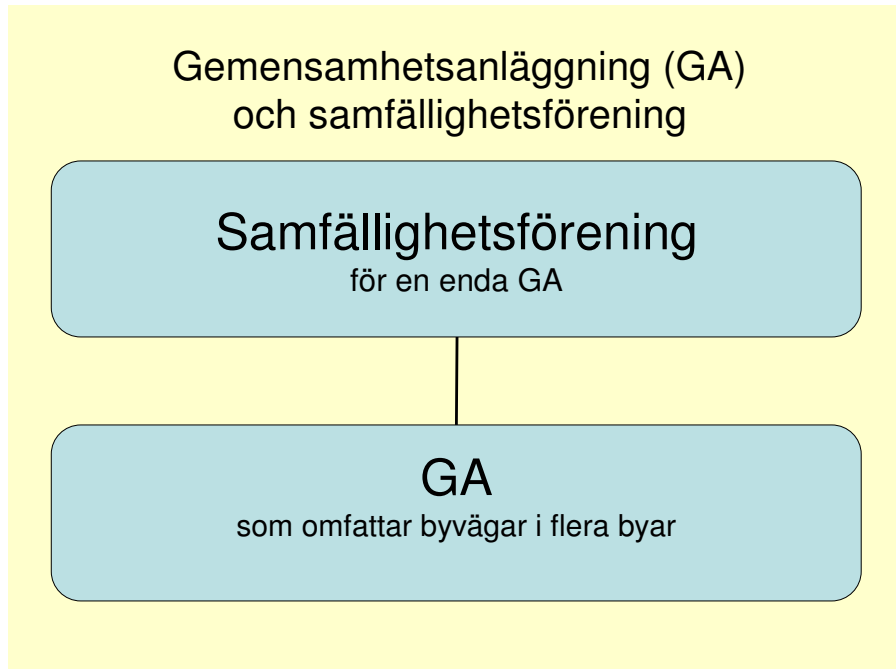 Gemensamhetsanläggning (GA)
och samfällighetsförening
Samfällighetsförening
för en enda GA
GA
som omfattar byvägar i flera byar